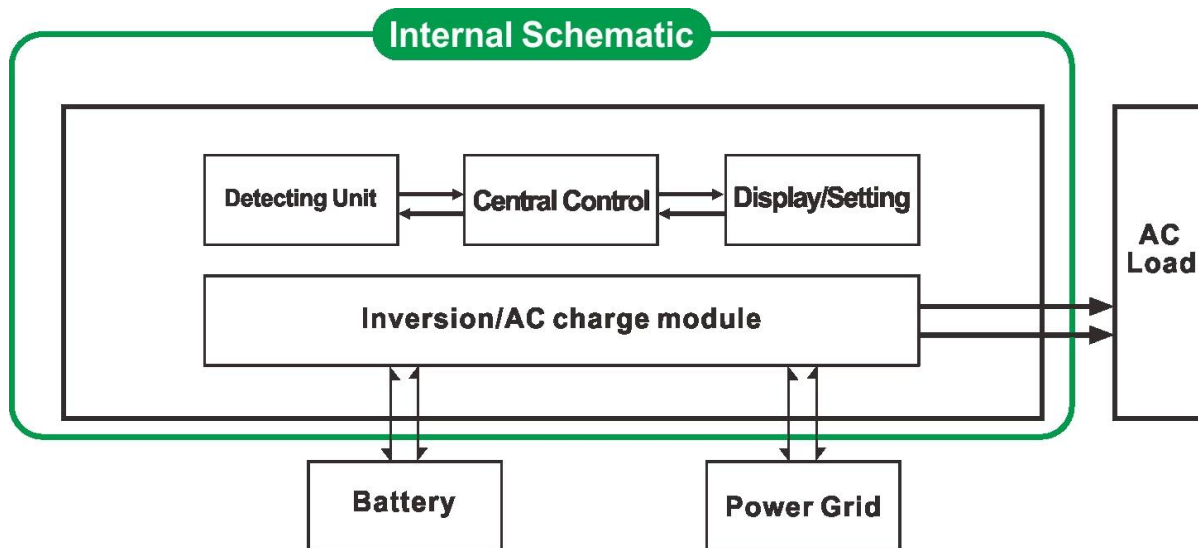 Internal Schematic
Detecting Unit
Central Control
Display/Setting
AC
Load
Inversion/AC charge module
Battery
Power Grid